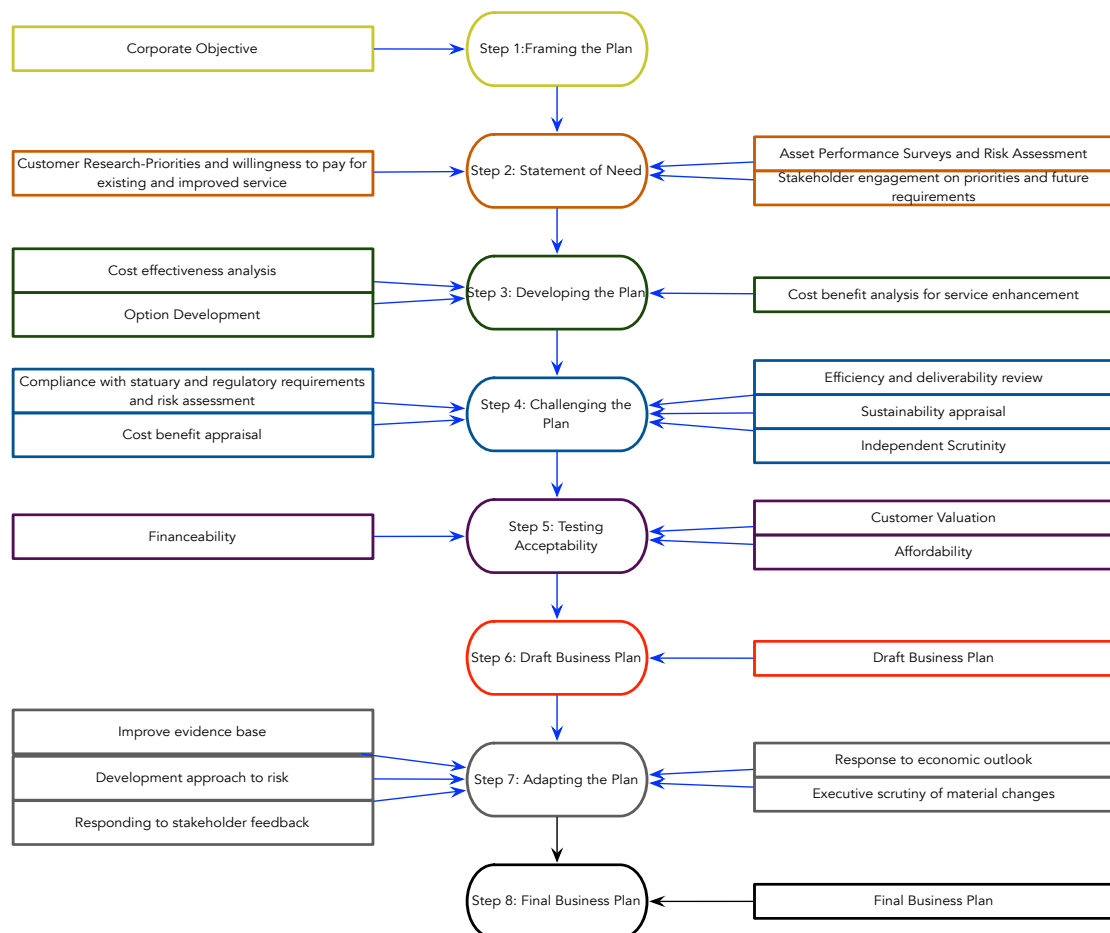 Corporate Objective
Step 1:Framing the Plan
Customer Research-Priorities and willingness to pay for
existing and improved service
Step 2: Statement of Need
Asset Performance Surveys and Risk Assessment
Stakeholder engagement on priorities and future
requirements
Cost effectiveness analysis
Option Development
Step 3: Developing the Plan
Cost benefit analysis for service enhancement
Compliance with statuary and regulatory requirements
and risk assessment
Cost benefit appraisal
Step 4: Challenging the
Plan
Efficiency and deliverability review
Sustainability appraisal
Independent Scrutinity
Financeability
Step 5: Testing
Acceptability
Customer Valuation
Affordability
Step 6: Draft Business Plan
Draft Business Plan
Improve evidence base
Development approach to risk
Responding to stakeholder feedback
Step 7: Adapting the Plan
Response to economic outlook
Executive scrutiny of material changes
Step 8: Final Business Plan
Final Business Plan